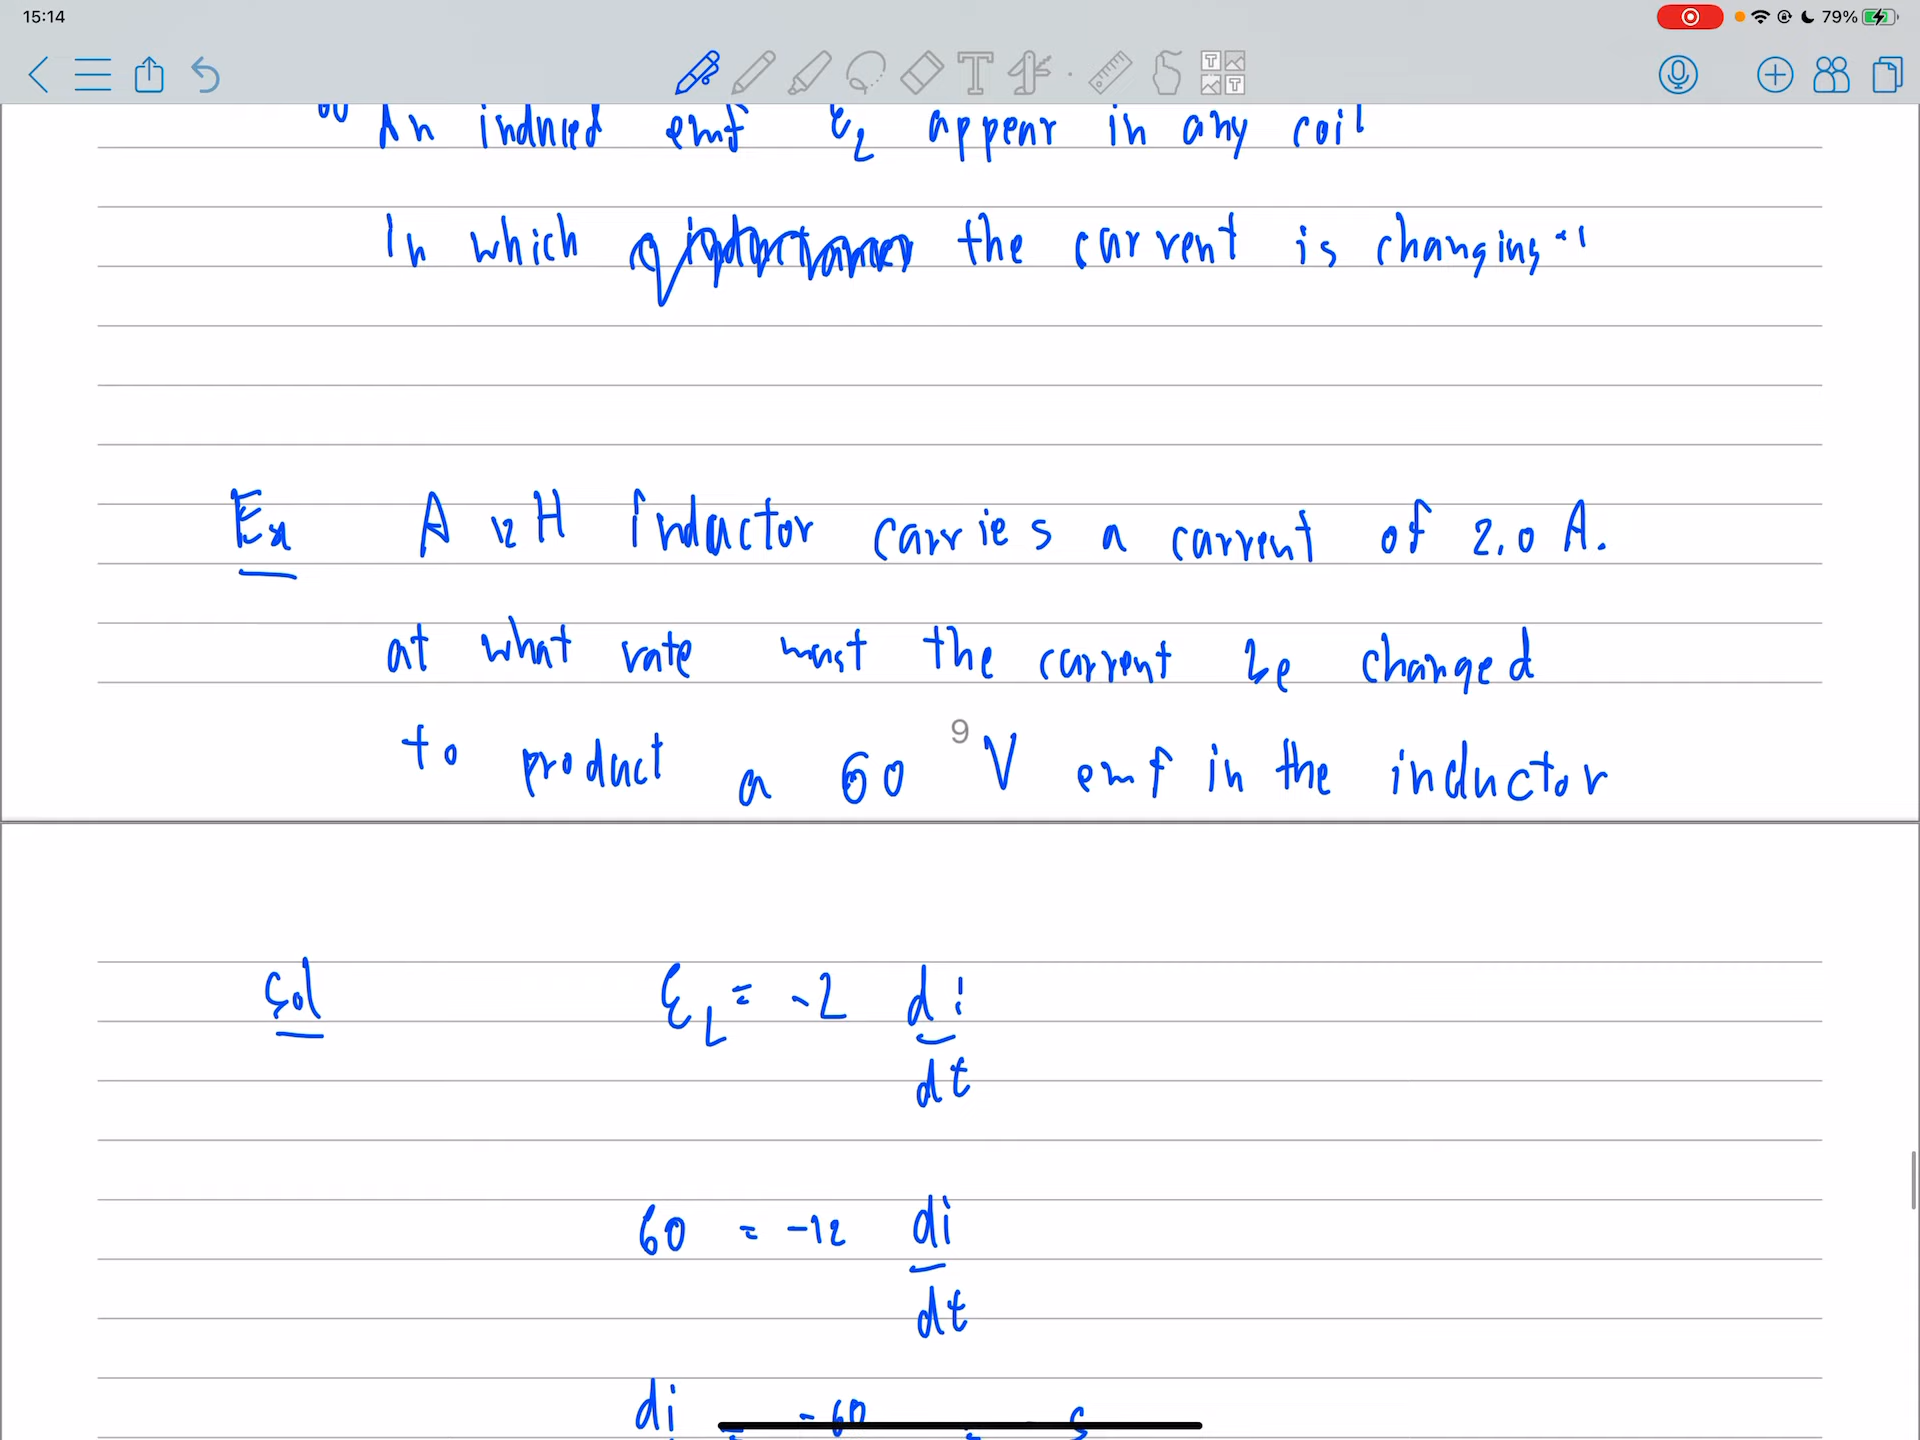 15:14
79%
“ An induced emf ε_L appear in any coil
in which the current is changing "
Ex A 12 H inductor carries a current of 2.0 A.
at what rate must the current be changed
to product a 60 V emf in the inductor
9
Sol ε_L = -L di/dt
60 = -12 di/dt
di = -60 =